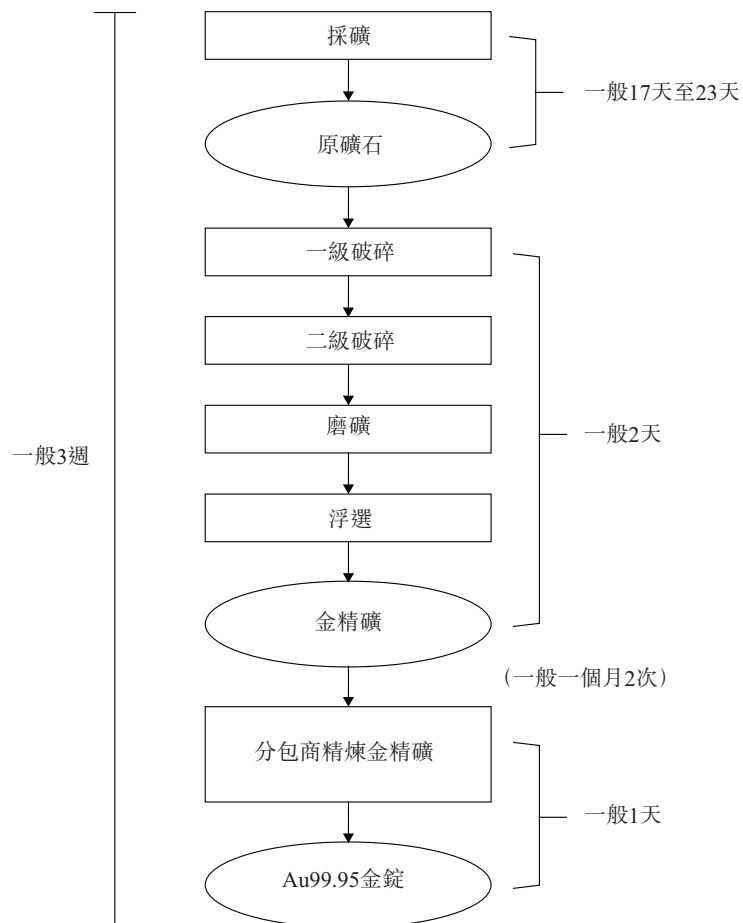 採礦
一般17天至23天
原礦石
一級破碎
二級破碎
磨礦
一般2天
一般3週
浮選
金精礦
(一般一個月2次)
分包商精煉金精礦
一般1天
Au99.95金錠